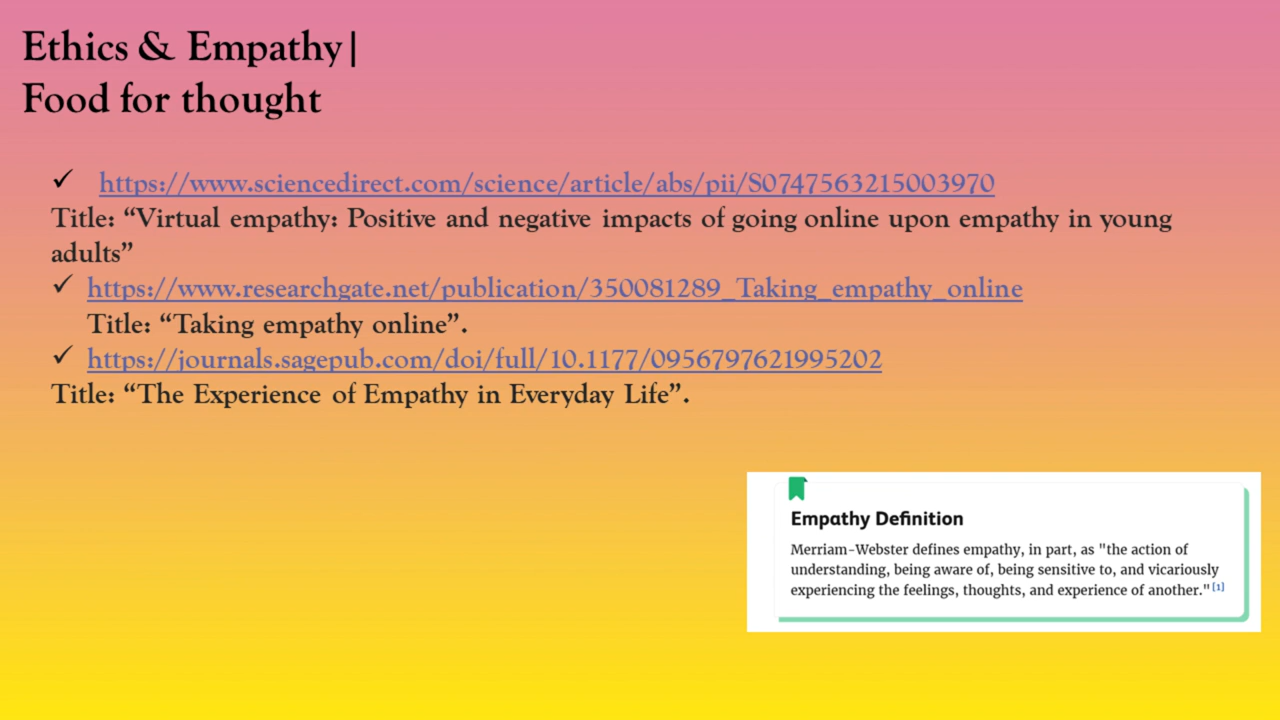 Ethics & Empathy|
Food for thought
✓ https://www.sciencedirect.com/science/article/abs/pii/S0747563215003970
Title: “Virtual empathy: Positive and negative impacts of going online upon empathy in young
adults”
✓ https://www.researchgate.net/publication/350081289_Taking_empathy_online
Title: “Taking empathy online”.
✓ https://journals.sagepub.com/doi/full/10.1177/0956797621995202
Title: “The Experience of Empathy in Everyday Life”.
Empathy Definition
Merriam-Webster defines empathy, in part, as "the action of
understanding, being aware of, being sensitive to, and vicariously
experiencing the feelings, thoughts, and experience of another." [1]